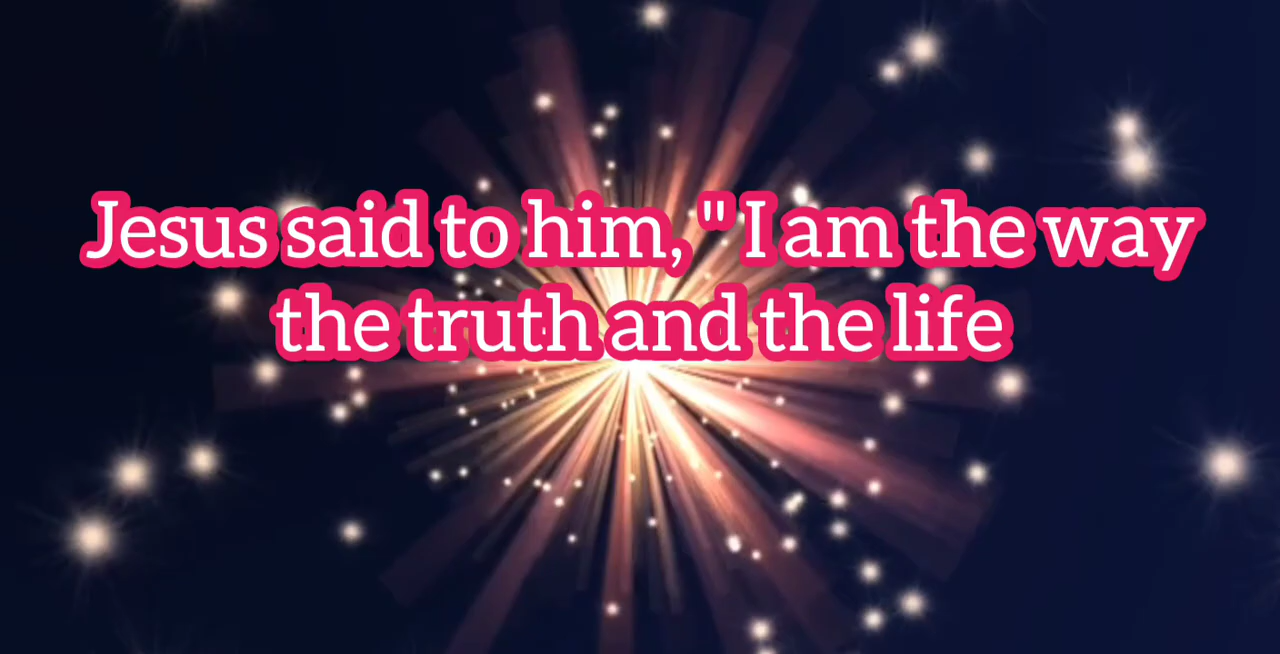 Jesus said to him, " I am the way
the truth and the life